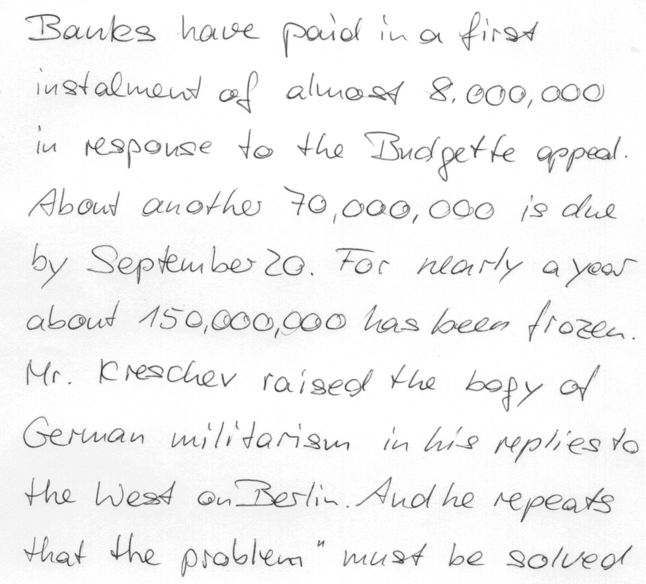 Banks have paid in a first
instalment of almost 8.000,000
in response to the Budgette appeal.
About another 70,000,000 is due
by September 20. For nearly a year
about 150,000,000 has been frozen.
Mr. Kreschev raised the bogy of
German militarism in his replies to
the West on Berlin. And he repeats
that the problem " must be solved